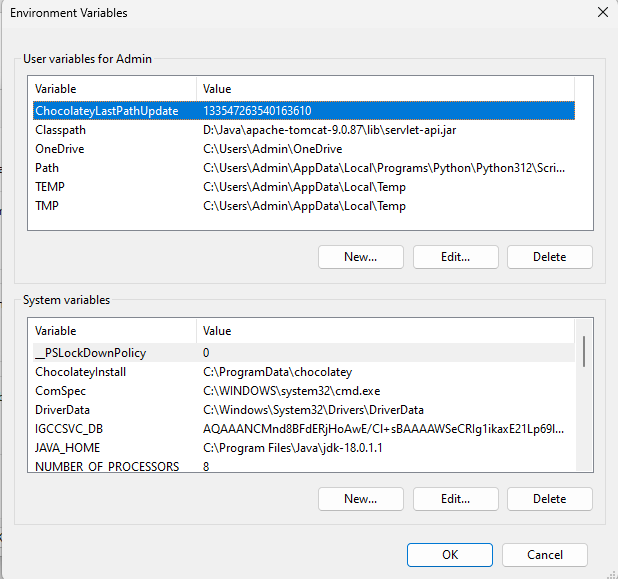 Environment Variables
User variables for Admin
Variable Value
ChocolateyLastPathUpdate 133547263540163610
Classpath D:\Java\apache-tomcat-9.0.87\lib\servlet-api.jar
OneDrive C:\Users\Admin\OneDrive
Path C:\Users\Admin\AppData\Local\Programs\Python\Python312\Scri...
TEMP C:\Users\Admin\AppData\Local\Temp
TMP C:\Users\Admin\AppData\Local\Temp
New... Edit... Delete
System variables
Variable Value
__PSLockDownPolicy 0
ChocolateyInstall C:\ProgramData\chocolatey
ComSpec C:\WINDOWS\system32\cmd.exe
DriverData C:\Windows\System32\Drivers\DriverData
IGCCSVC_DB AQAAANCMnd8BFdERjHoAwE/Cl+sBAAAAWSeCRIg1ikaxE21Lp69I...
JAVA_HOME C:\Program Files\Java\jdk-18.0.1.1
NUMBER_OF_PROCESSORS 8
New... Edit... Delete
OK Cancel